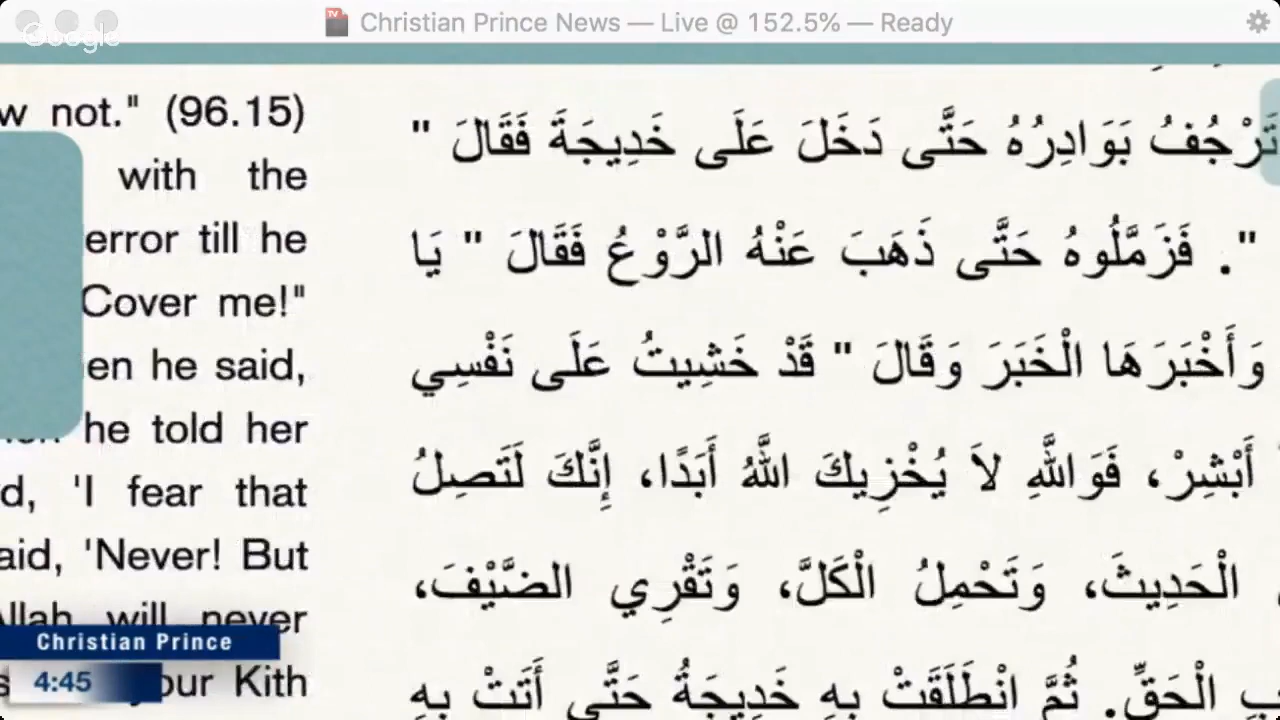 Christian Prince News — Live @ 152.5% — Ready
Google
w not." (96.15)
with the
error till he
Cover me!"
en he said,
he told her
d, 'I fear that
aid, 'Never! But
Allah will never
our Kith
تَرْجُفُ بَوَادِرُهُ حَتَّى دَخَلَ عَلَى خَدِيجَةَ فَقَالَ "
". فَزَمَّلُوهُ حَتَّى ذَهَبَ عَنْهُ الرَّوْعُ فَقَالَ " يَا
وَأَخْبَرَهَا الْخَبَرَ وَقَالَ " قَدْ خَشِيتُ عَلَى نَفْسِي
أَبْشِرْ، فَوَاللَّهِ لاَ يُخْزِيكَ اللَّهُ أَبَدًا، إِنَّكَ لَتَصِلُ
الْحَدِيثَ، وَتَحْمِلُ الْكَلَّ، وَتَقْرِي الضَّيْفَ،
الْحَقِّ. ثُمَّ انْطَلَقَتْ بِهِ خَدِيجَةُ حَتَّى أَتَتْ بِهِ
Christian Prince
4:45